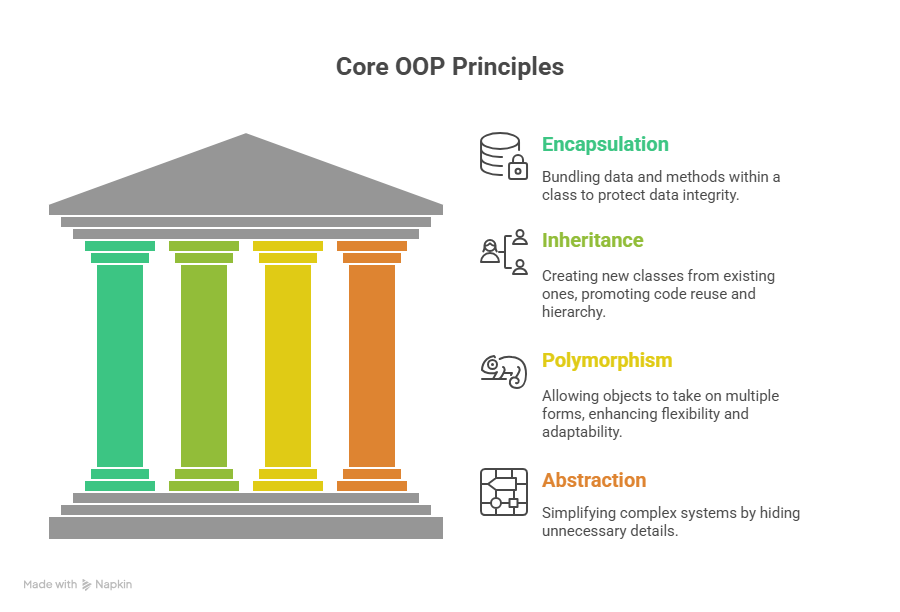 Core OOP Principles
Encapsulation
Bundling data and methods within a
class to protect data integrity.
Inheritance
Creating new classes from existing
ones, promoting code reuse and
hierarchy.
Polymorphism
Allowing objects to take on multiple
forms, enhancing flexibility and
adaptability.
Abstraction
Simplifying complex systems by hiding
unnecessary details.
Made with Napkin